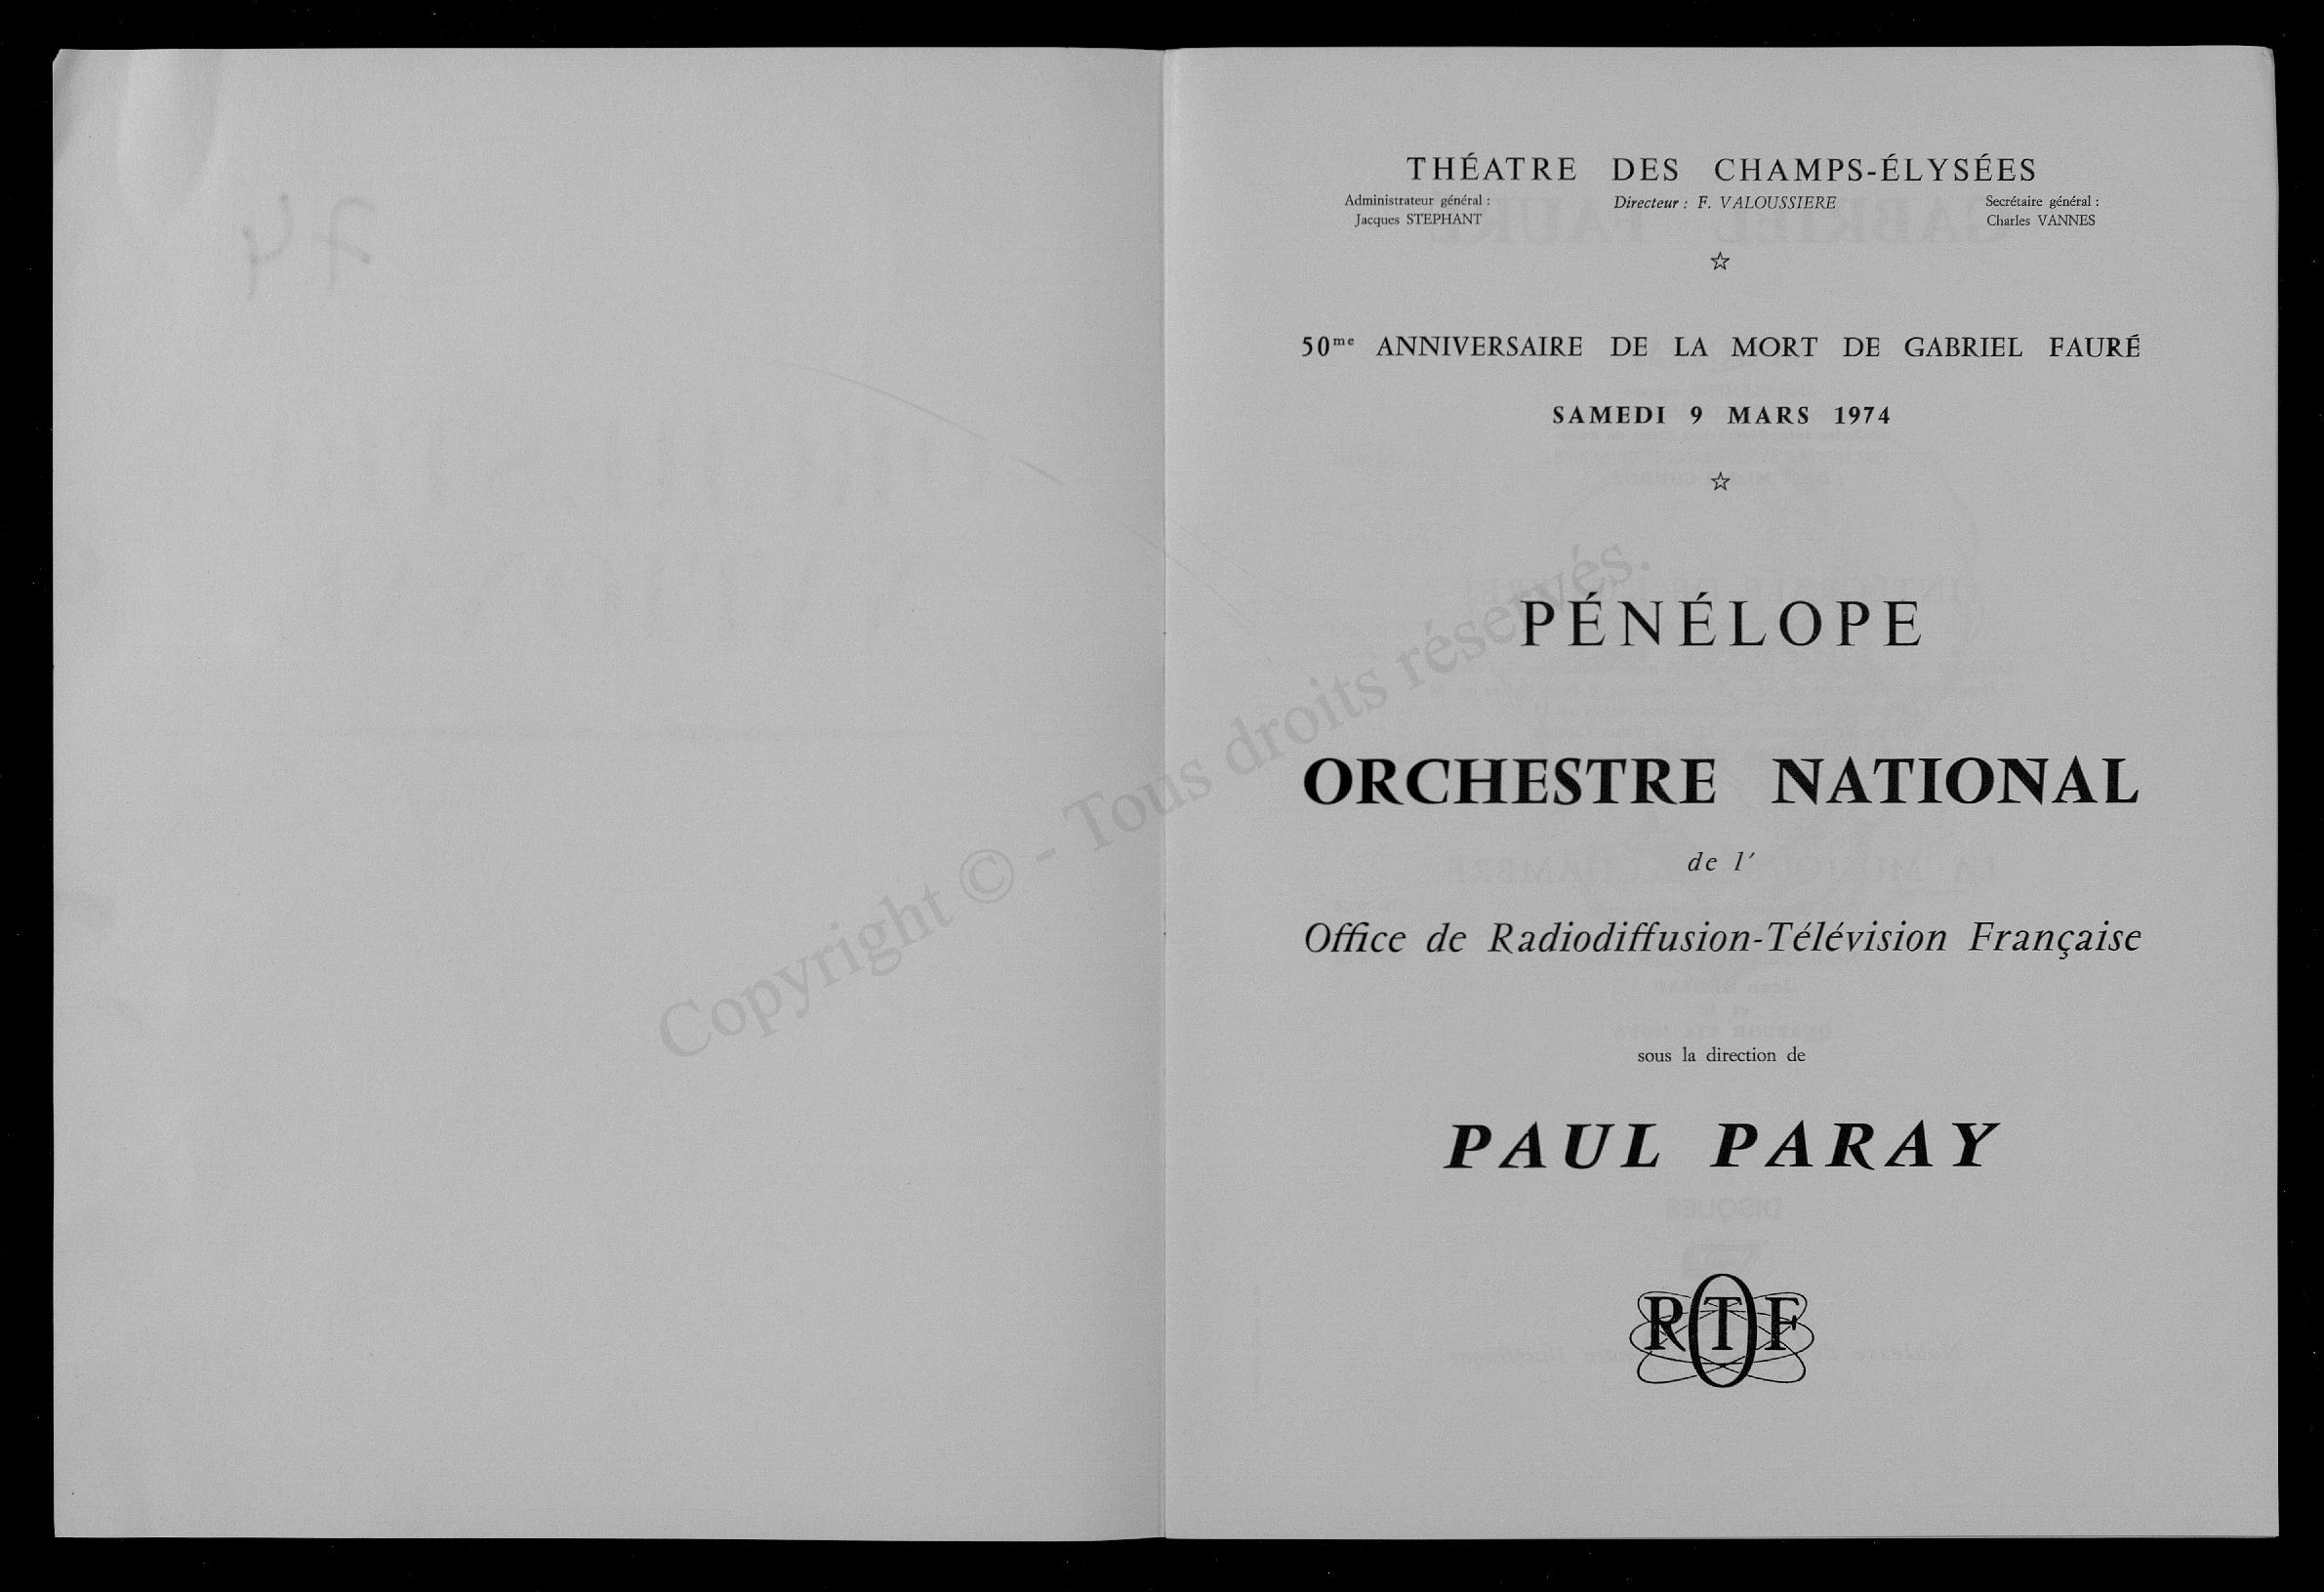 THÉATRE DES CHAMPS-ÉLYSÉES
Administrateur général :
Jacques STEPHANT
Directeur : F. VALOUSSIERE
Secrétaire général :
Charles VANNES
50me ANNIVERSAIRE DE LA MORT DE GABRIEL FAURÉ
SAMEDI 9 MARS 1974
PÉNÉLOPE
ORCHESTRE NATIONAL
de l'
Office de Radiodiffusion-Télévision Française
sous la direction de
PAUL PARAY
ORTF
Copyright © - Tous droits réservés.